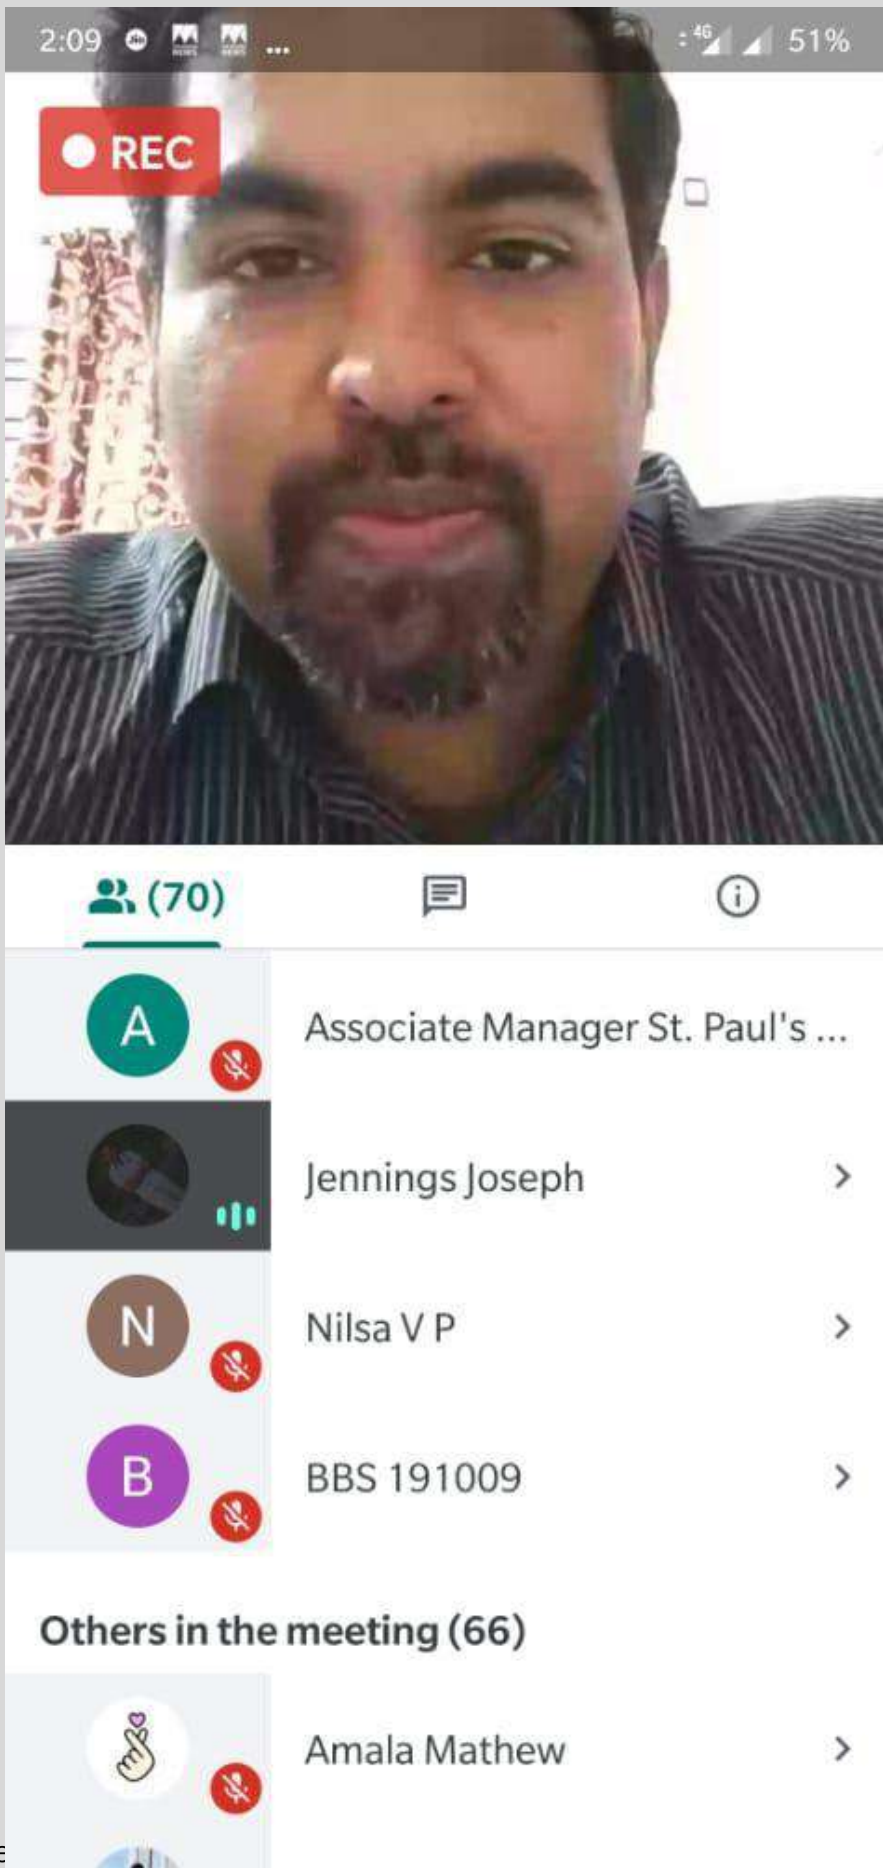 2:09 ... 4G 51%
REC
(70)
A
Associate Manager St. Paul's ...
Jennings Joseph
N
Nilsa V P
B
BBS 191009
Others in the meeting (66)
Amala Mathew